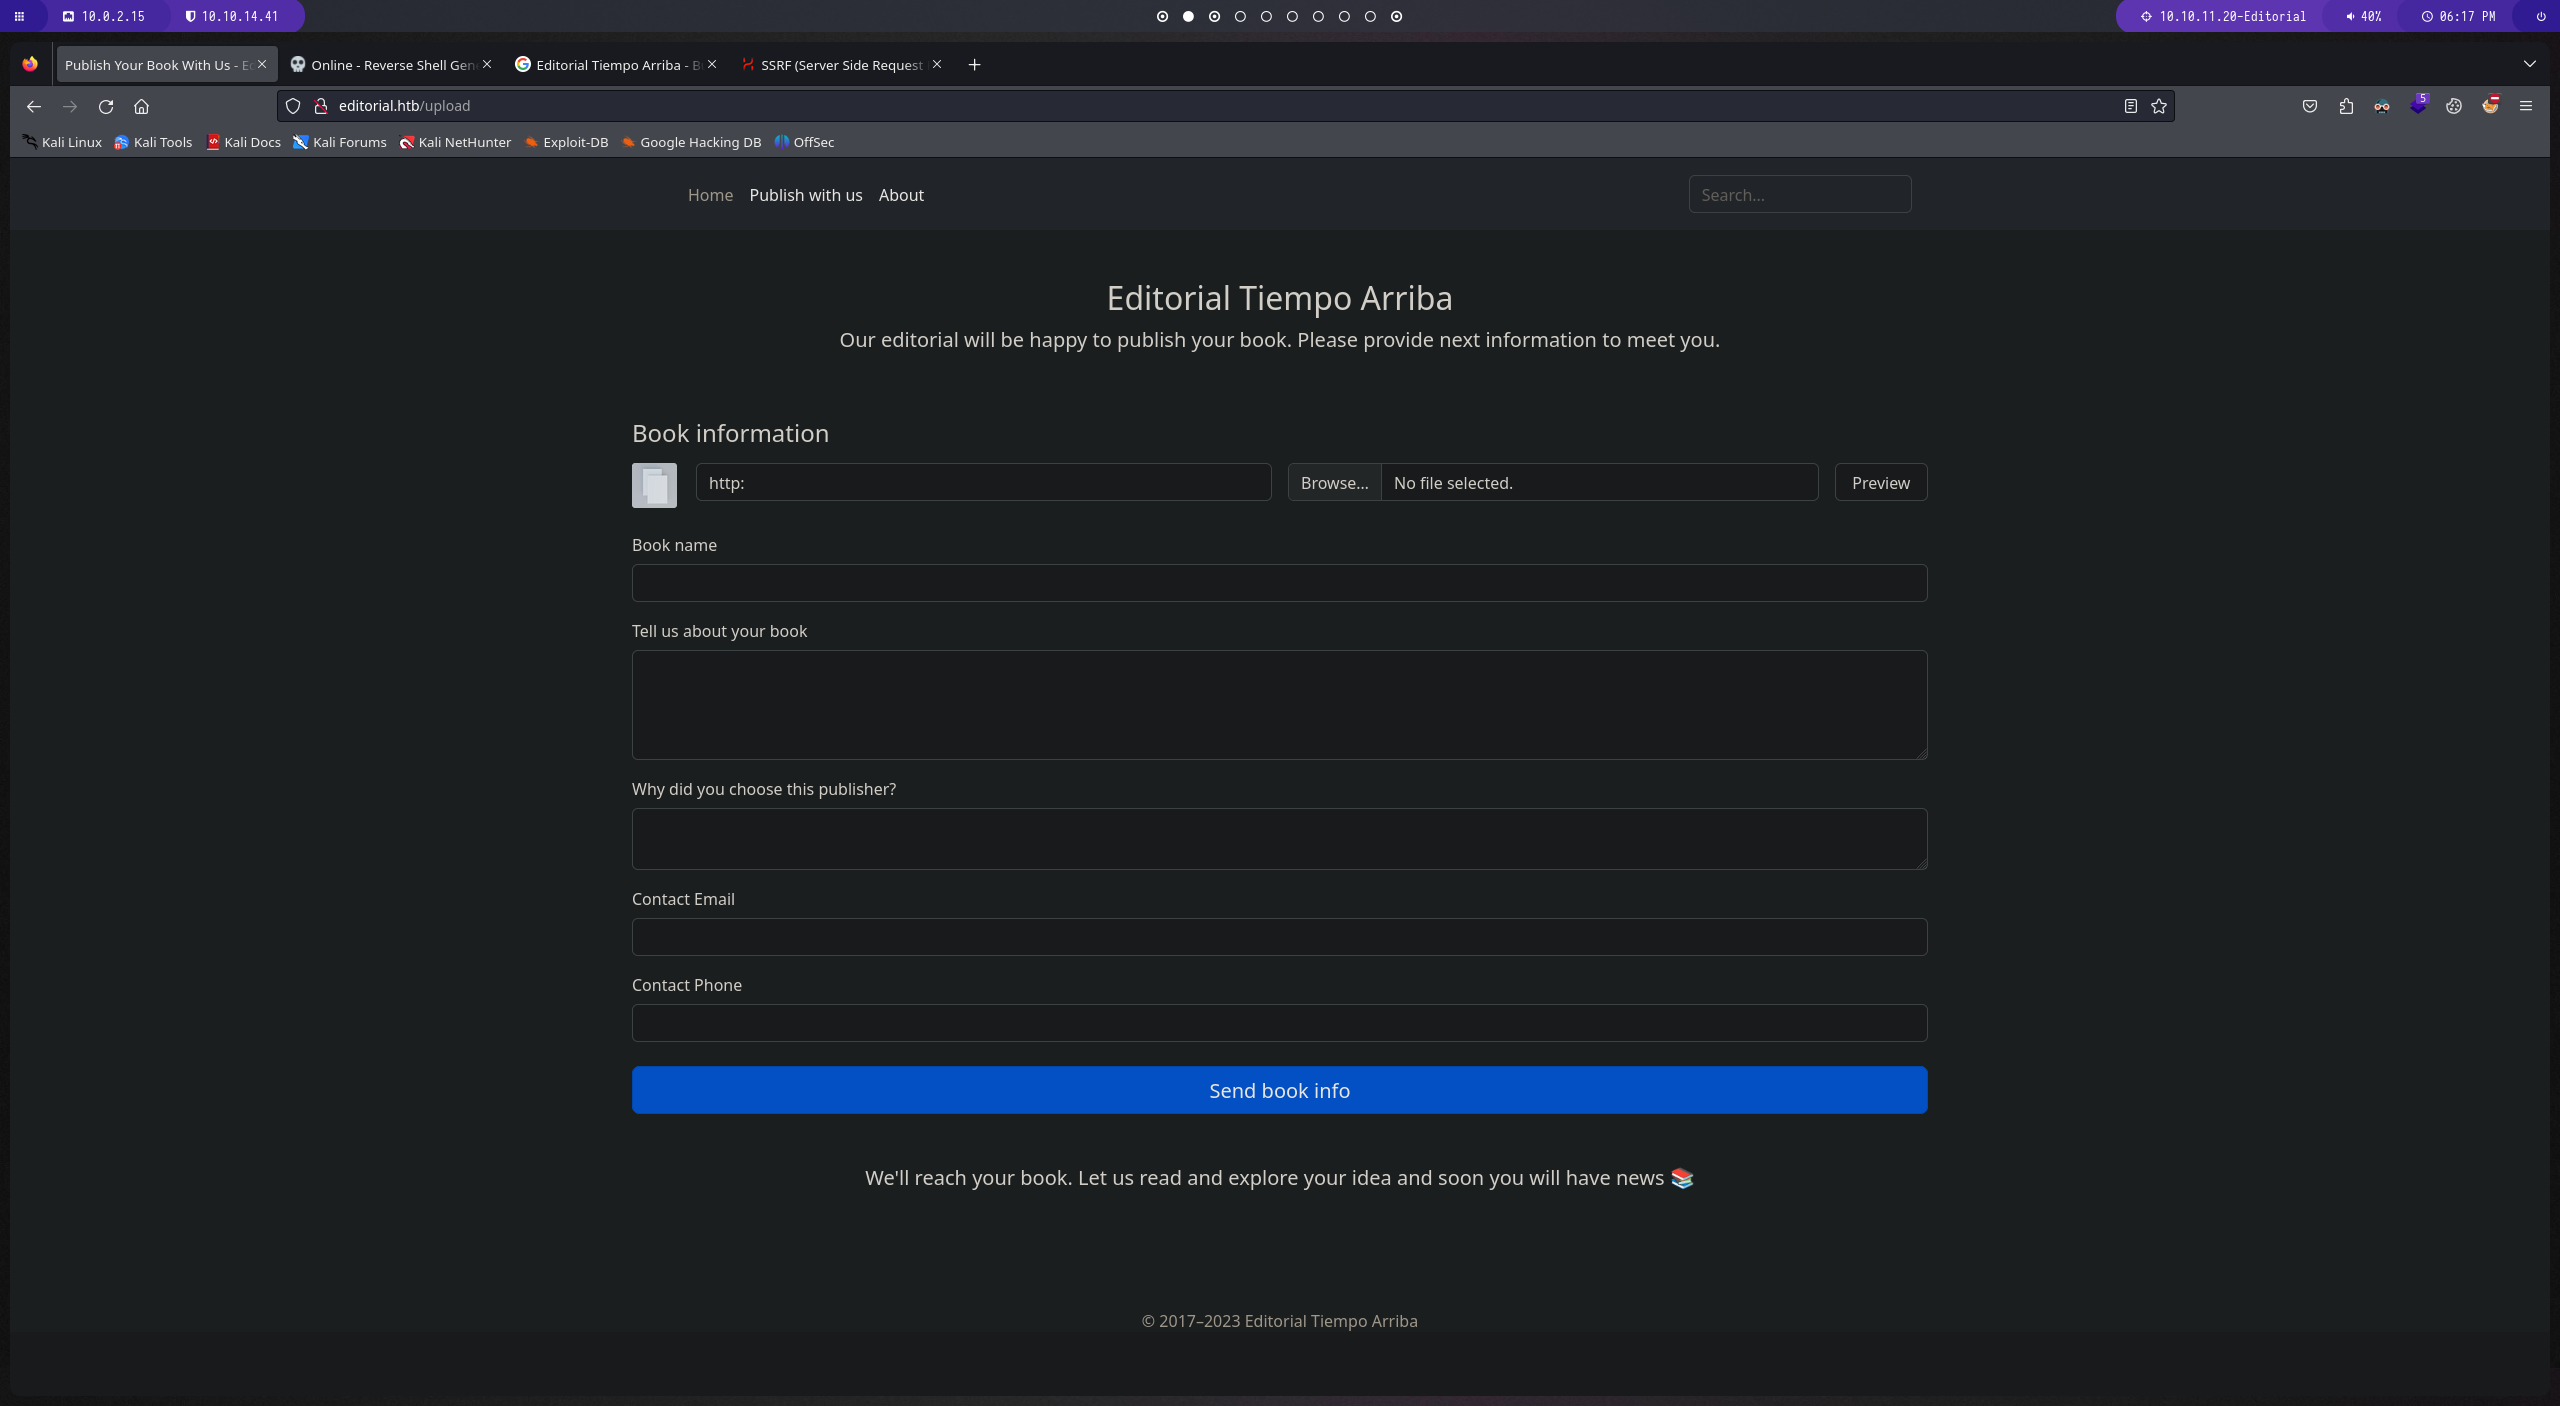 10.0.2.15 10.10.14.41 10.10.11.20-Editorial 40% 06:17 PM
Publish Your Book With Us - Ed Online - Reverse Shell Gen Editorial Tiempo Arriba - B SSRF (Server Side Request
editorial.htb/upload 5
Kali Linux Kali Tools Kali Docs Kali Forums Kali NetHunter Exploit-DB Google Hacking DB OffSec
Home Publish with us About Search...
Editorial Tiempo Arriba
Our editorial will be happy to publish your book. Please provide next information to meet you.
Book information
http: Browse... No file selected. Preview
Book name
Tell us about your book
Why did you choose this publisher?
Contact Email
Contact Phone
Send book info
We'll reach your book. Let us read and explore your idea and soon you will have news 📚
© 2017–2023 Editorial Tiempo Arriba